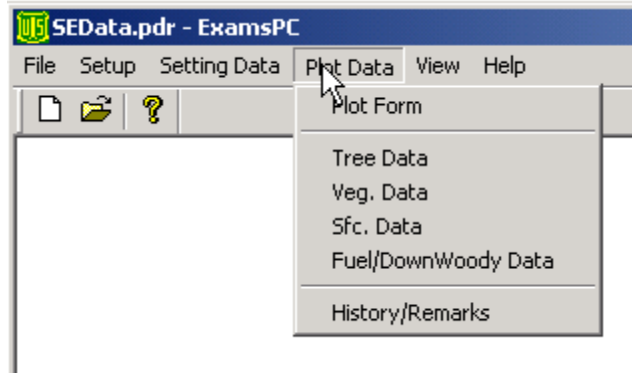 SEData.pdr - ExamsPC
File Setup Setting Data Plot Data View Help
Plot Form
Tree Data
Veg. Data
Sfc. Data
Fuel/DownWoody Data
History/Remarks